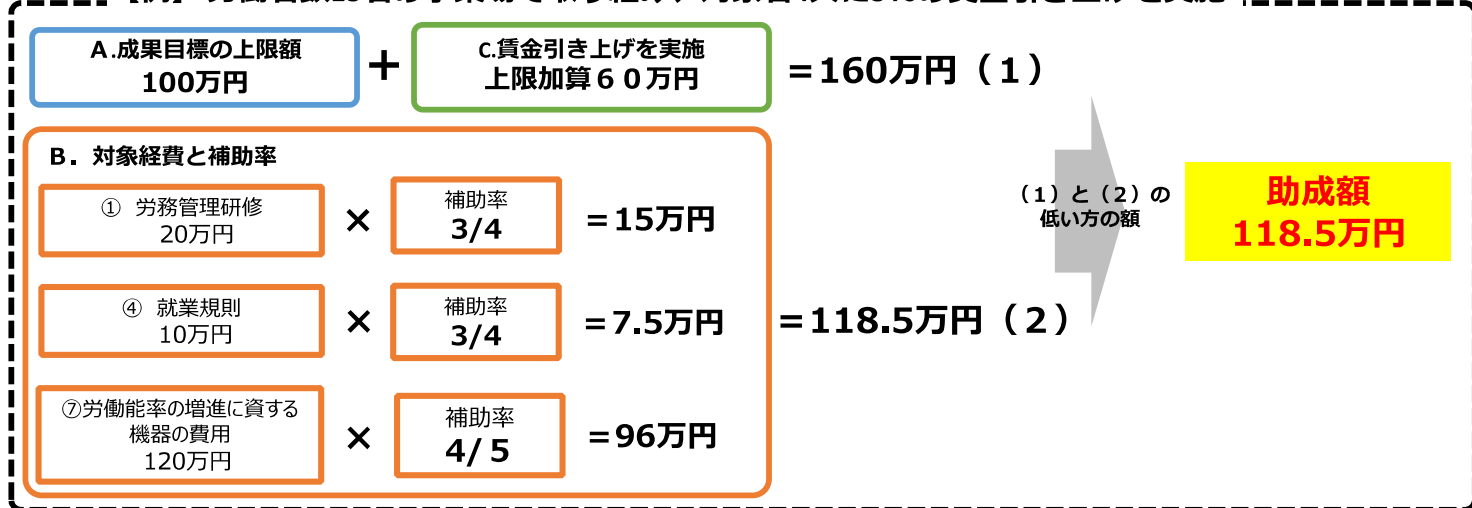 A.成果目標の上限額
100万円
＋
C.賃金引き上げを実施
上限加算６０万円
＝160万円（1）
B. 対象経費と補助率
① 労務管理研修
20万円
×
補助率
3/4
＝15万円
④ 就業規則
10万円
×
補助率
3/4
＝7.5万円
⑦労働能率の増進に資する
機器の費用
120万円
×
補助率
4/5
＝96万円
＝118.5万円（2）
（1）と（2）の
低い方の額
助成額
118.5万円